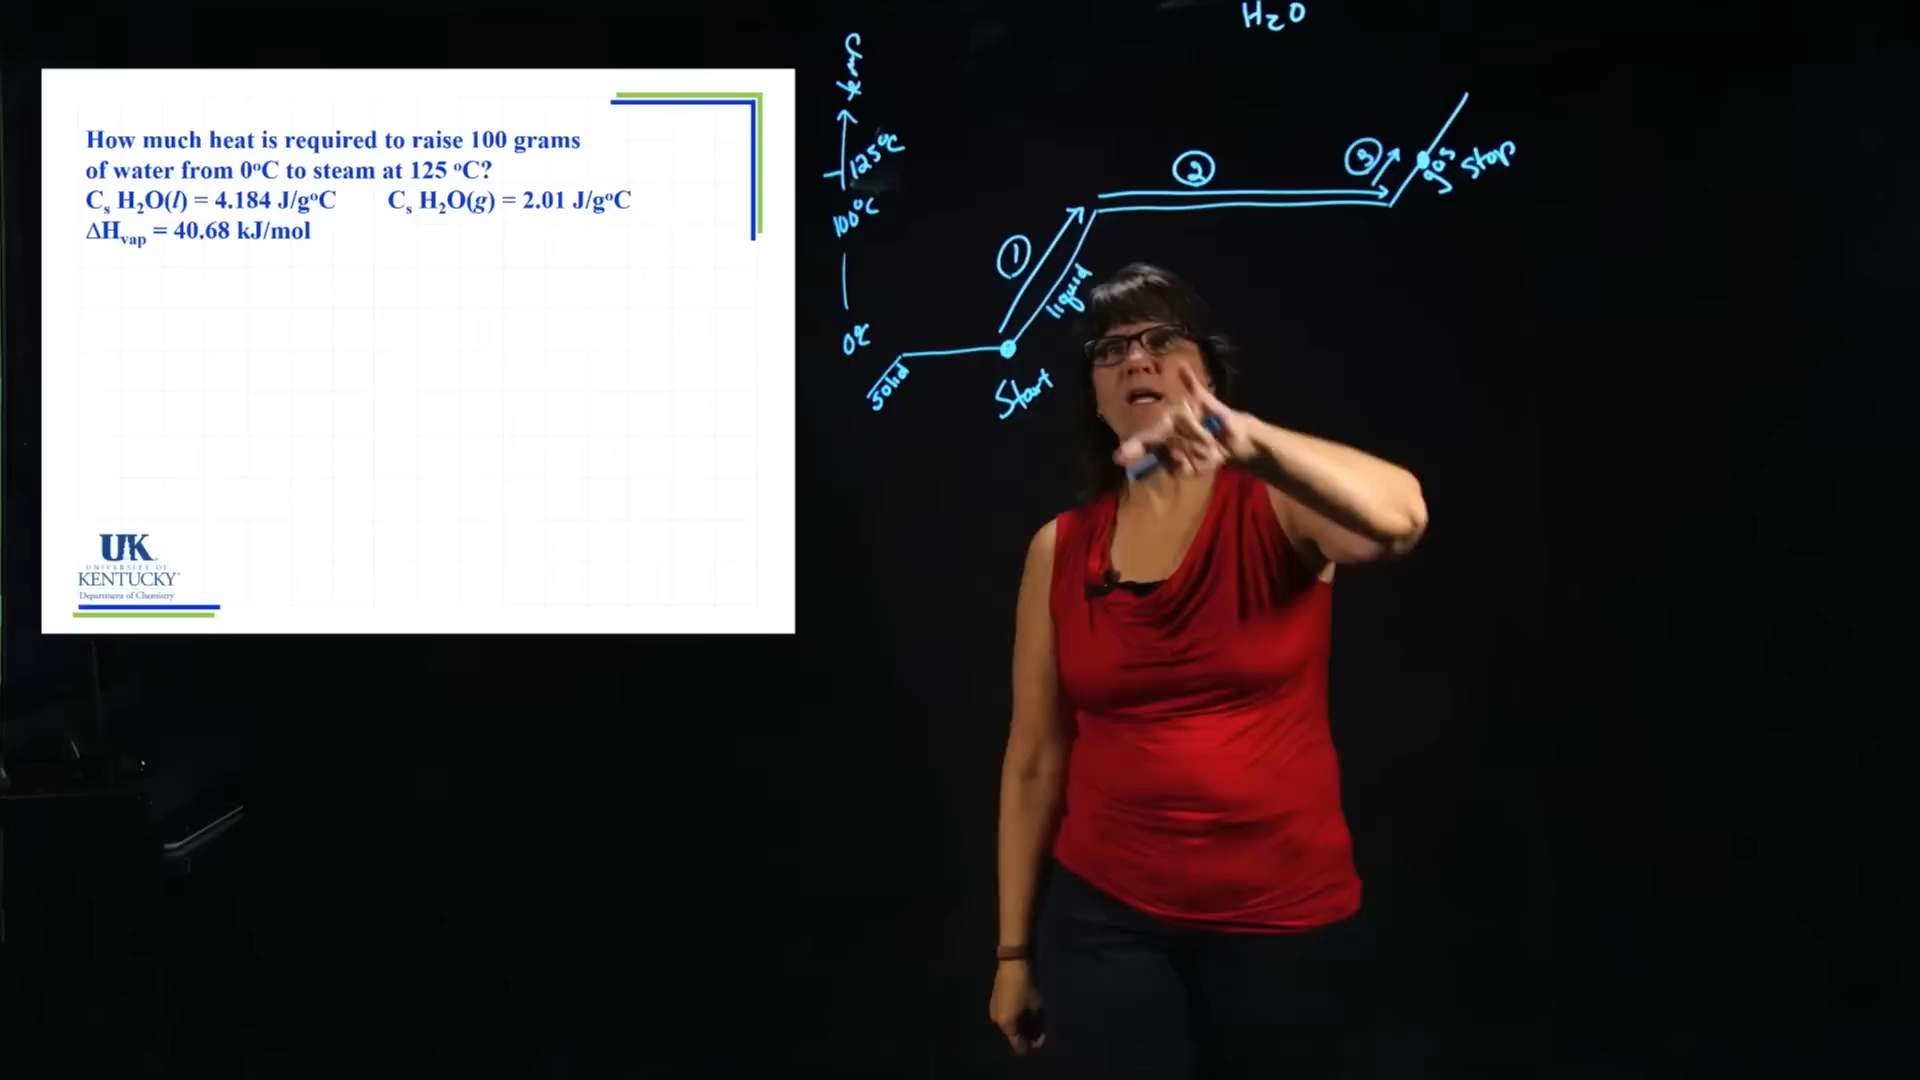 How much heat is required to raise 100 grams
of water from 0°C to steam at 125 °C?
Cs H2O(l) = 4.184 J/g°C Cs H2O(g) = 2.01 J/g°C
ΔHvap = 40.68 kJ/mol
UK
UNIVERSITY OF
KENTUCKY
Department of Chemistry
H2O
temp
125°C
100°C
0°C
solid
Start
①
liquid
②
③
gas
Stop